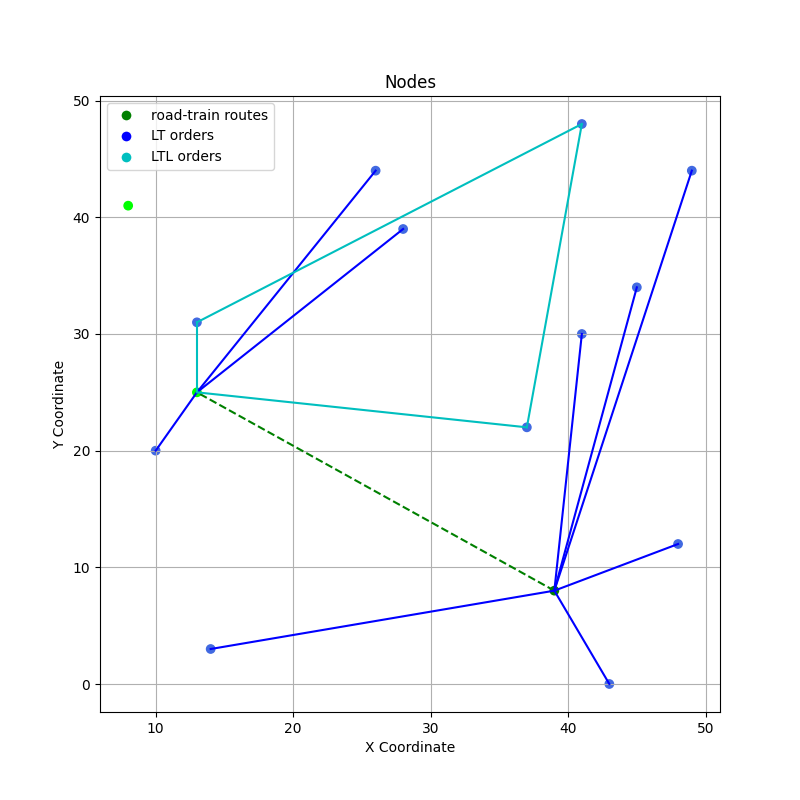 Nodes
road-train routes
LT orders
LTL orders
50
40
30
20
10
0
Y Coordinate
10 20 30 40 50
X Coordinate